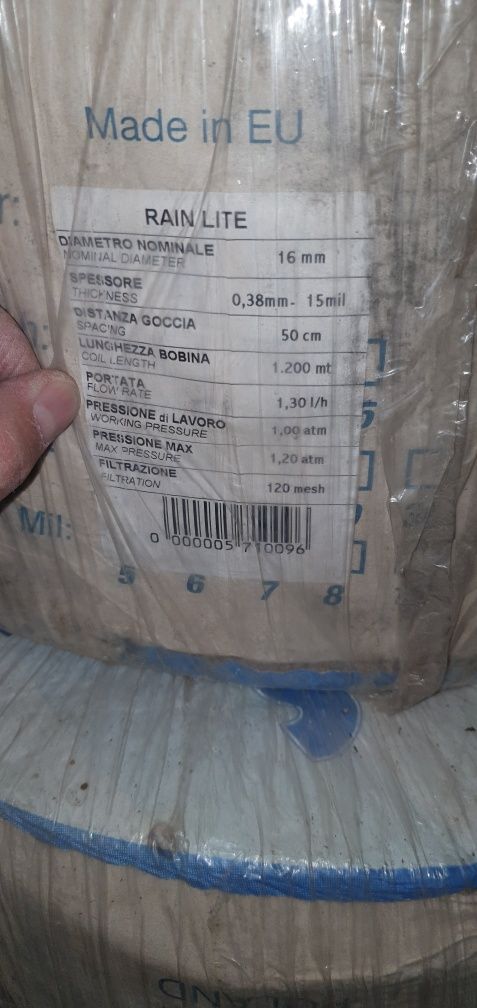 Made in EU
r:
RAIN LITE
DIAMETRO NOMINALE
NOMINAL DIAMETER
16 mm
SPESSORE
THICKNESS
0,38mm- 15mil
DISTANZA GOCCIA
SPACING
50 cm
LUNGHEZZA BOBINA
COIL LENGTH
1.200 mt
PORTATA
FLOW RATE
1,30 l/h
PRESSIONE di LAVORO
WORKING PRESSURE
1,00 atm
PRESSIONE MAX
MAX PRESSURE
1,20 atm
FILTRAZIONE
FILTRATION
120 mesh
Mil:
0 000005 710096
5 6 7 8